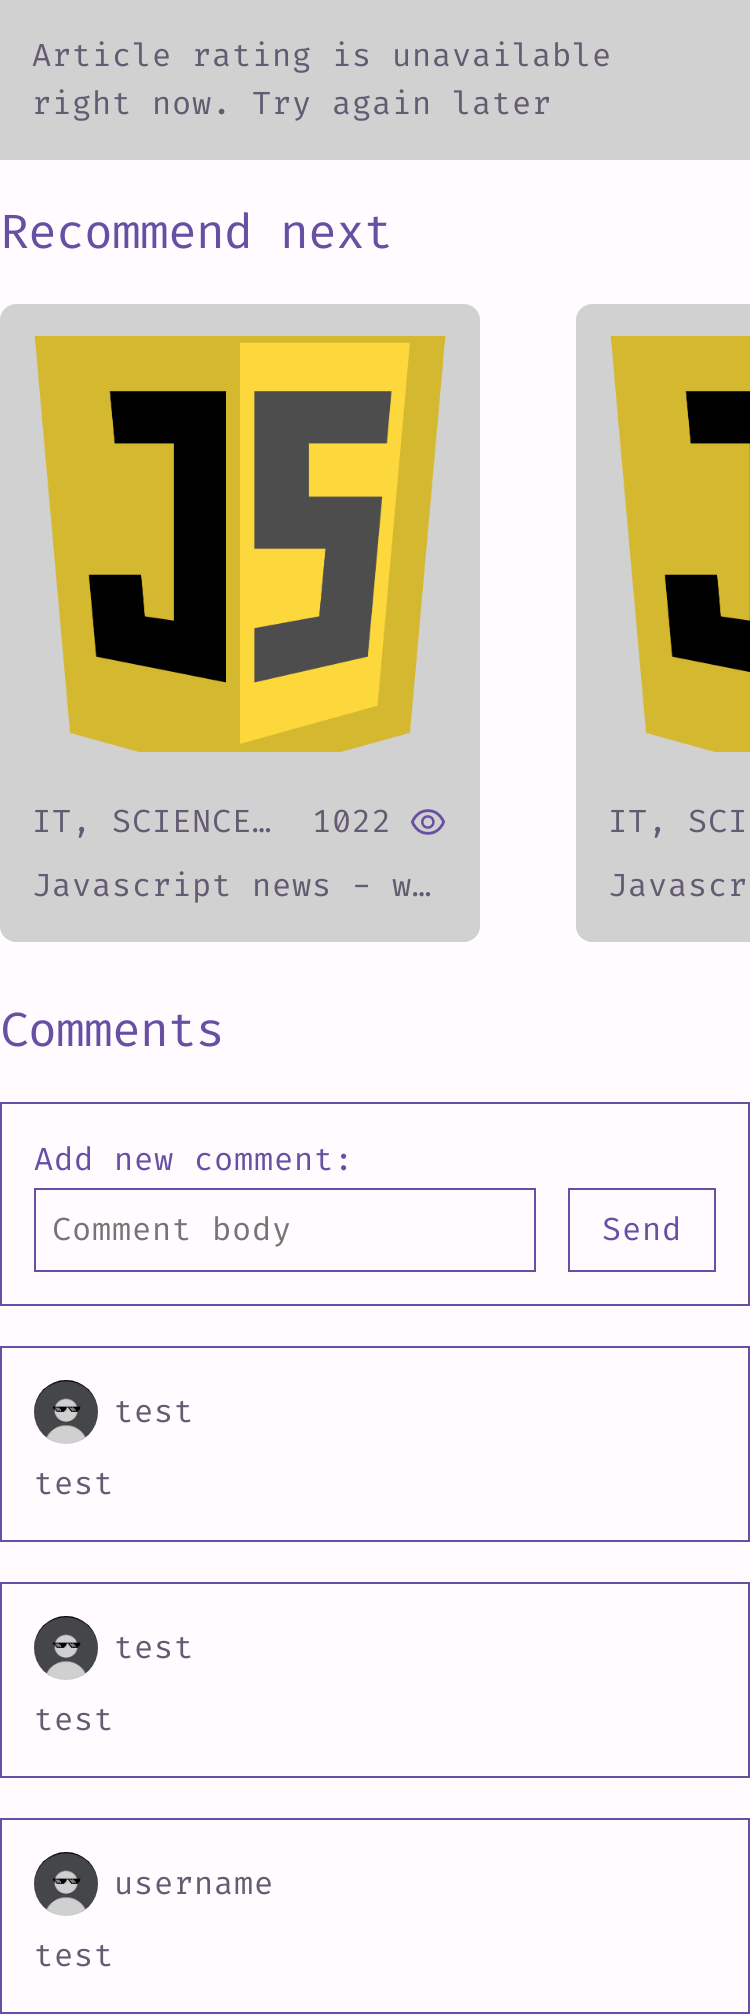 Article rating is unavailable
right now. Try again later
Recommend next
JS
IT, SCIENCE… 1022
Javascript news - w…
IT, SCI
Javascr
Comments
Add new comment:
Comment body
Send
test
test
test
test
username
test